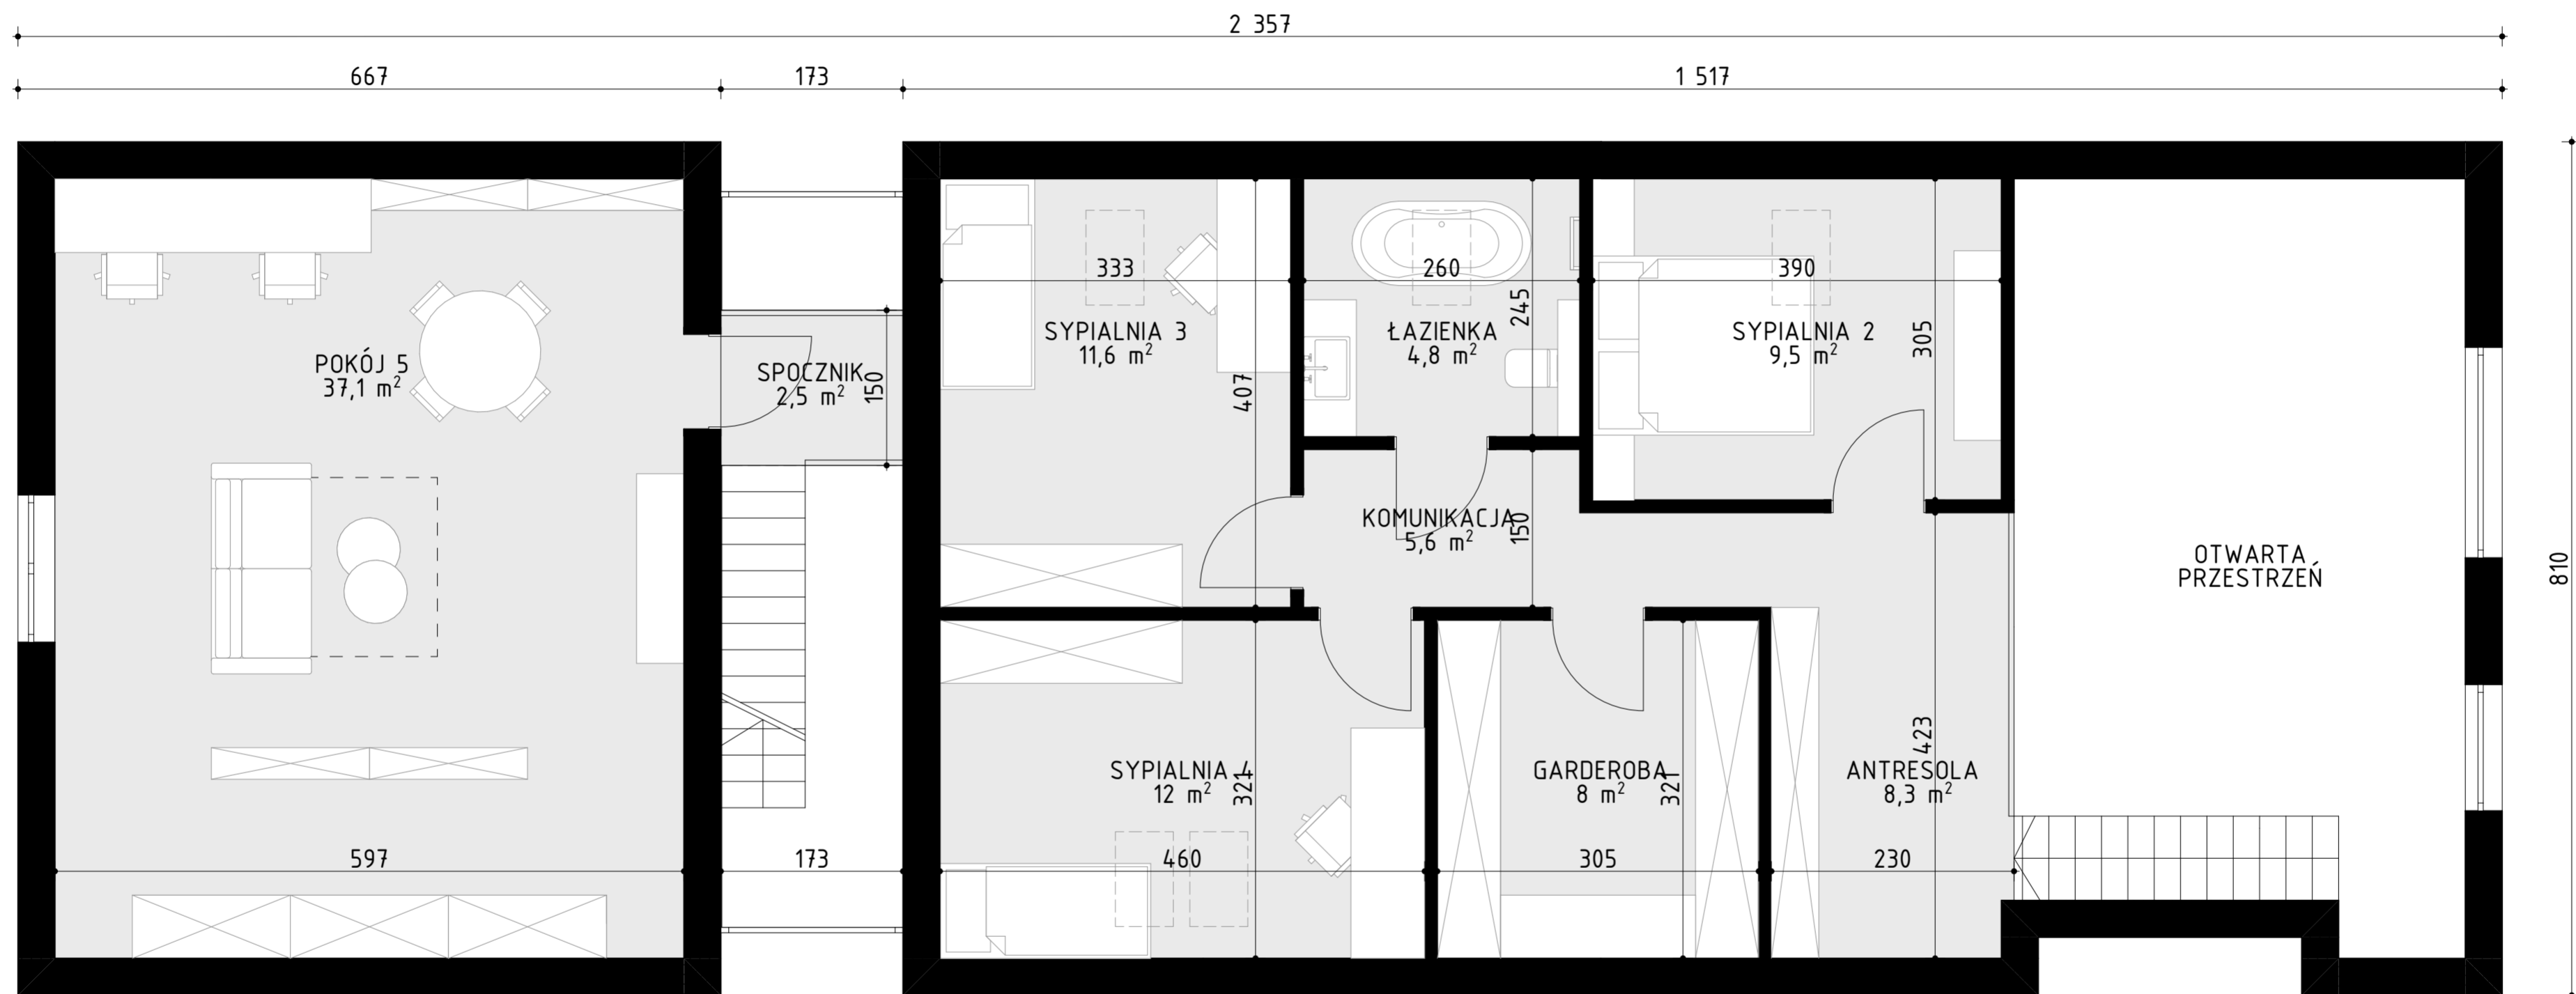 2 357
667
173
1 517
333
260
390
245
SYPIALNIA 3
11,6 m²
ŁAZIENKA
4,8 m²
SYPIALNIA 2
9,5 m²
305
POKÓJ 5
37,1 m²
SPOCZNIK
2,5 m²
150
407
KOMUNIKACJA
5,6 m²
150
OTWARTA
PRZESTRZEŃ
810
423
SYPIALNIA 4
12 m²
321
GARDEROBA
8 m²
321
ANTRESOLA
8,3 m²
597
173
460
305
230